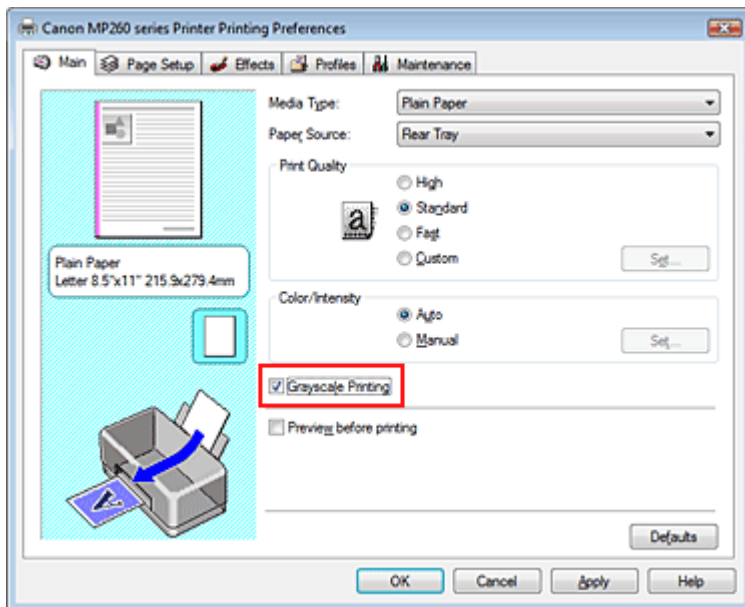 Canon MP260 series Printer Printing Preferences
Main Page Setup Effects Profiles Maintenance
Media Type: Plain Paper
Paper Source: Rear Tray
Print Quality
High
a Standard
Fast
Custom Set...
Plain Paper
Letter 8.5"x11" 215.9x279.4mm
Color/Intensity
Auto
Manual Set...
Grayscale Printing
Preview before printing
Defaults
OK Cancel Apply Help